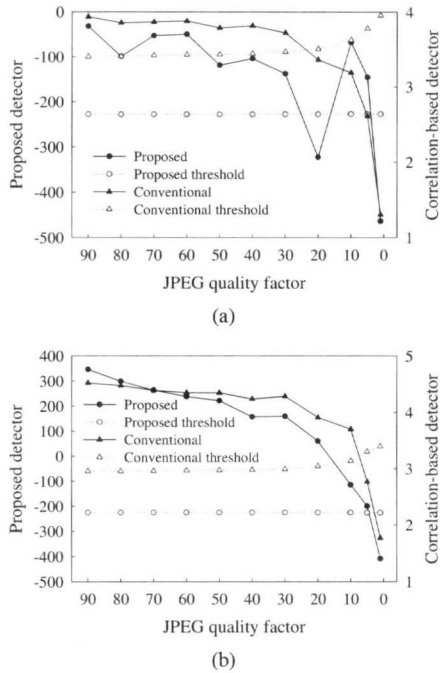 Proposed detector
0
-100
-200
-300
-400
-500
4
3
2
1
Correlation-based detector
Proposed
Proposed threshold
Conventional
Conventional threshold
90 80 70 60 50 40 30 20 10 0
JPEG quality factor
(a)
Proposed detector
400
300
200
100
0
-100
-200
-300
-400
-500
5
4
3
2
1
Correlation-based detector
Proposed
Proposed threshold
Conventional
Conventional threshold
90 80 70 60 50 40 30 20 10 0
JPEG quality factor
(b)